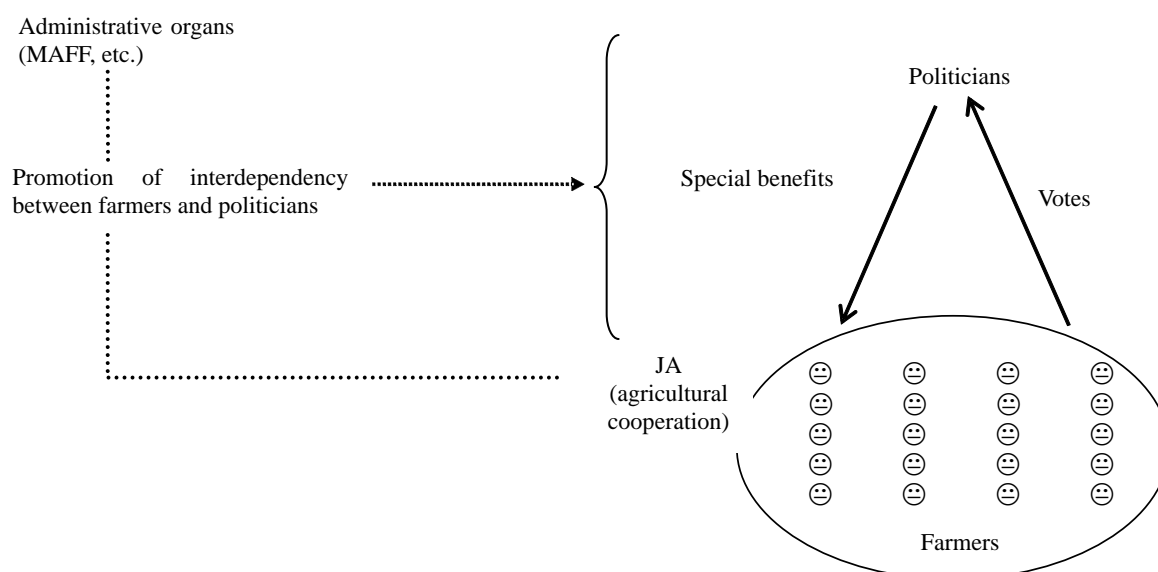 Administrative organs
(MAFF, etc.)
Politicians
Promotion of interdependency
between farmers and politicians
Special benefits
Votes
JA
(agricultural
cooperation)
Farmers